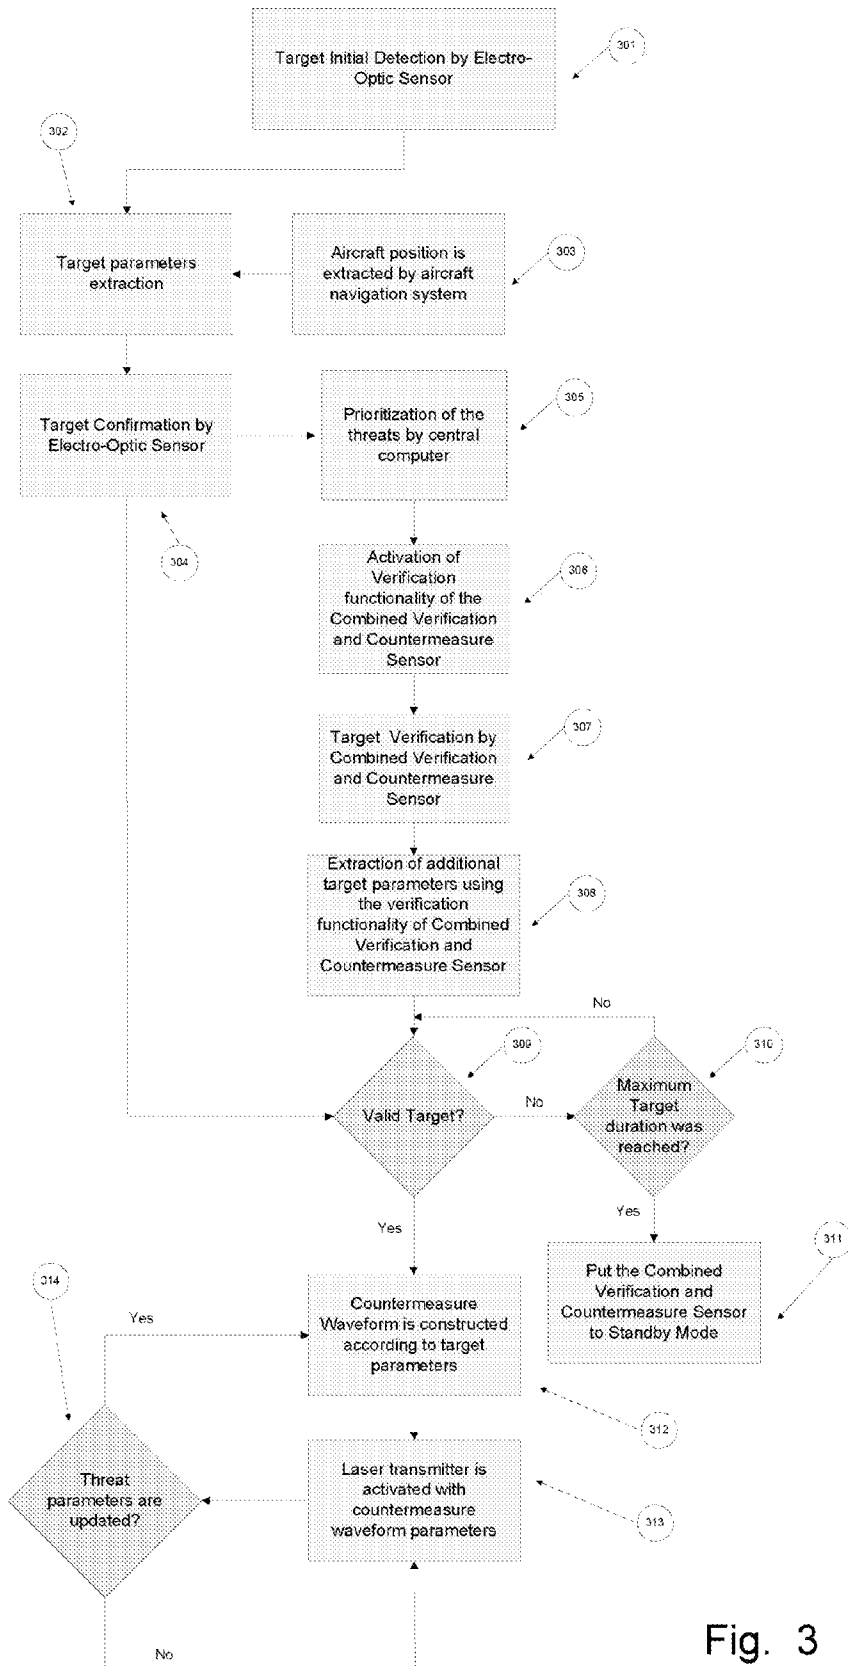 Target Initial Detection by Electro-
Optic Sensor
301
302
Target parameters
extraction
Aircraft position is
extracted by aircraft
navigation system
303
Target Confirmation by
Electro-Optic Sensor
304
Prioritization of the
threats by central
computer
305
Activation of
Verification
functionality of the
Combined Verification
and Countermeasure
Sensor
306
Target Verification by
Combined Verification
and Countermeasure
Sensor
307
Extraction of additional
target parameters using
the verification
functionality of Combined
Verification and
Countermeasure Sensor
308
No
309
310
Valid Target?
No
Maximum
Target
duration was
reached?
Yes
Yes
311
Put the Combined
Verification and
Countermeasure Sensor
to Standby Mode
314
Yes
Countermeasure
Waveform is constructed
according to target
parameters
312
Threat
parameters are
updated?
Laser transmitter is
activated with
countermeasure
waveform parameters
313
No
Fig. 3